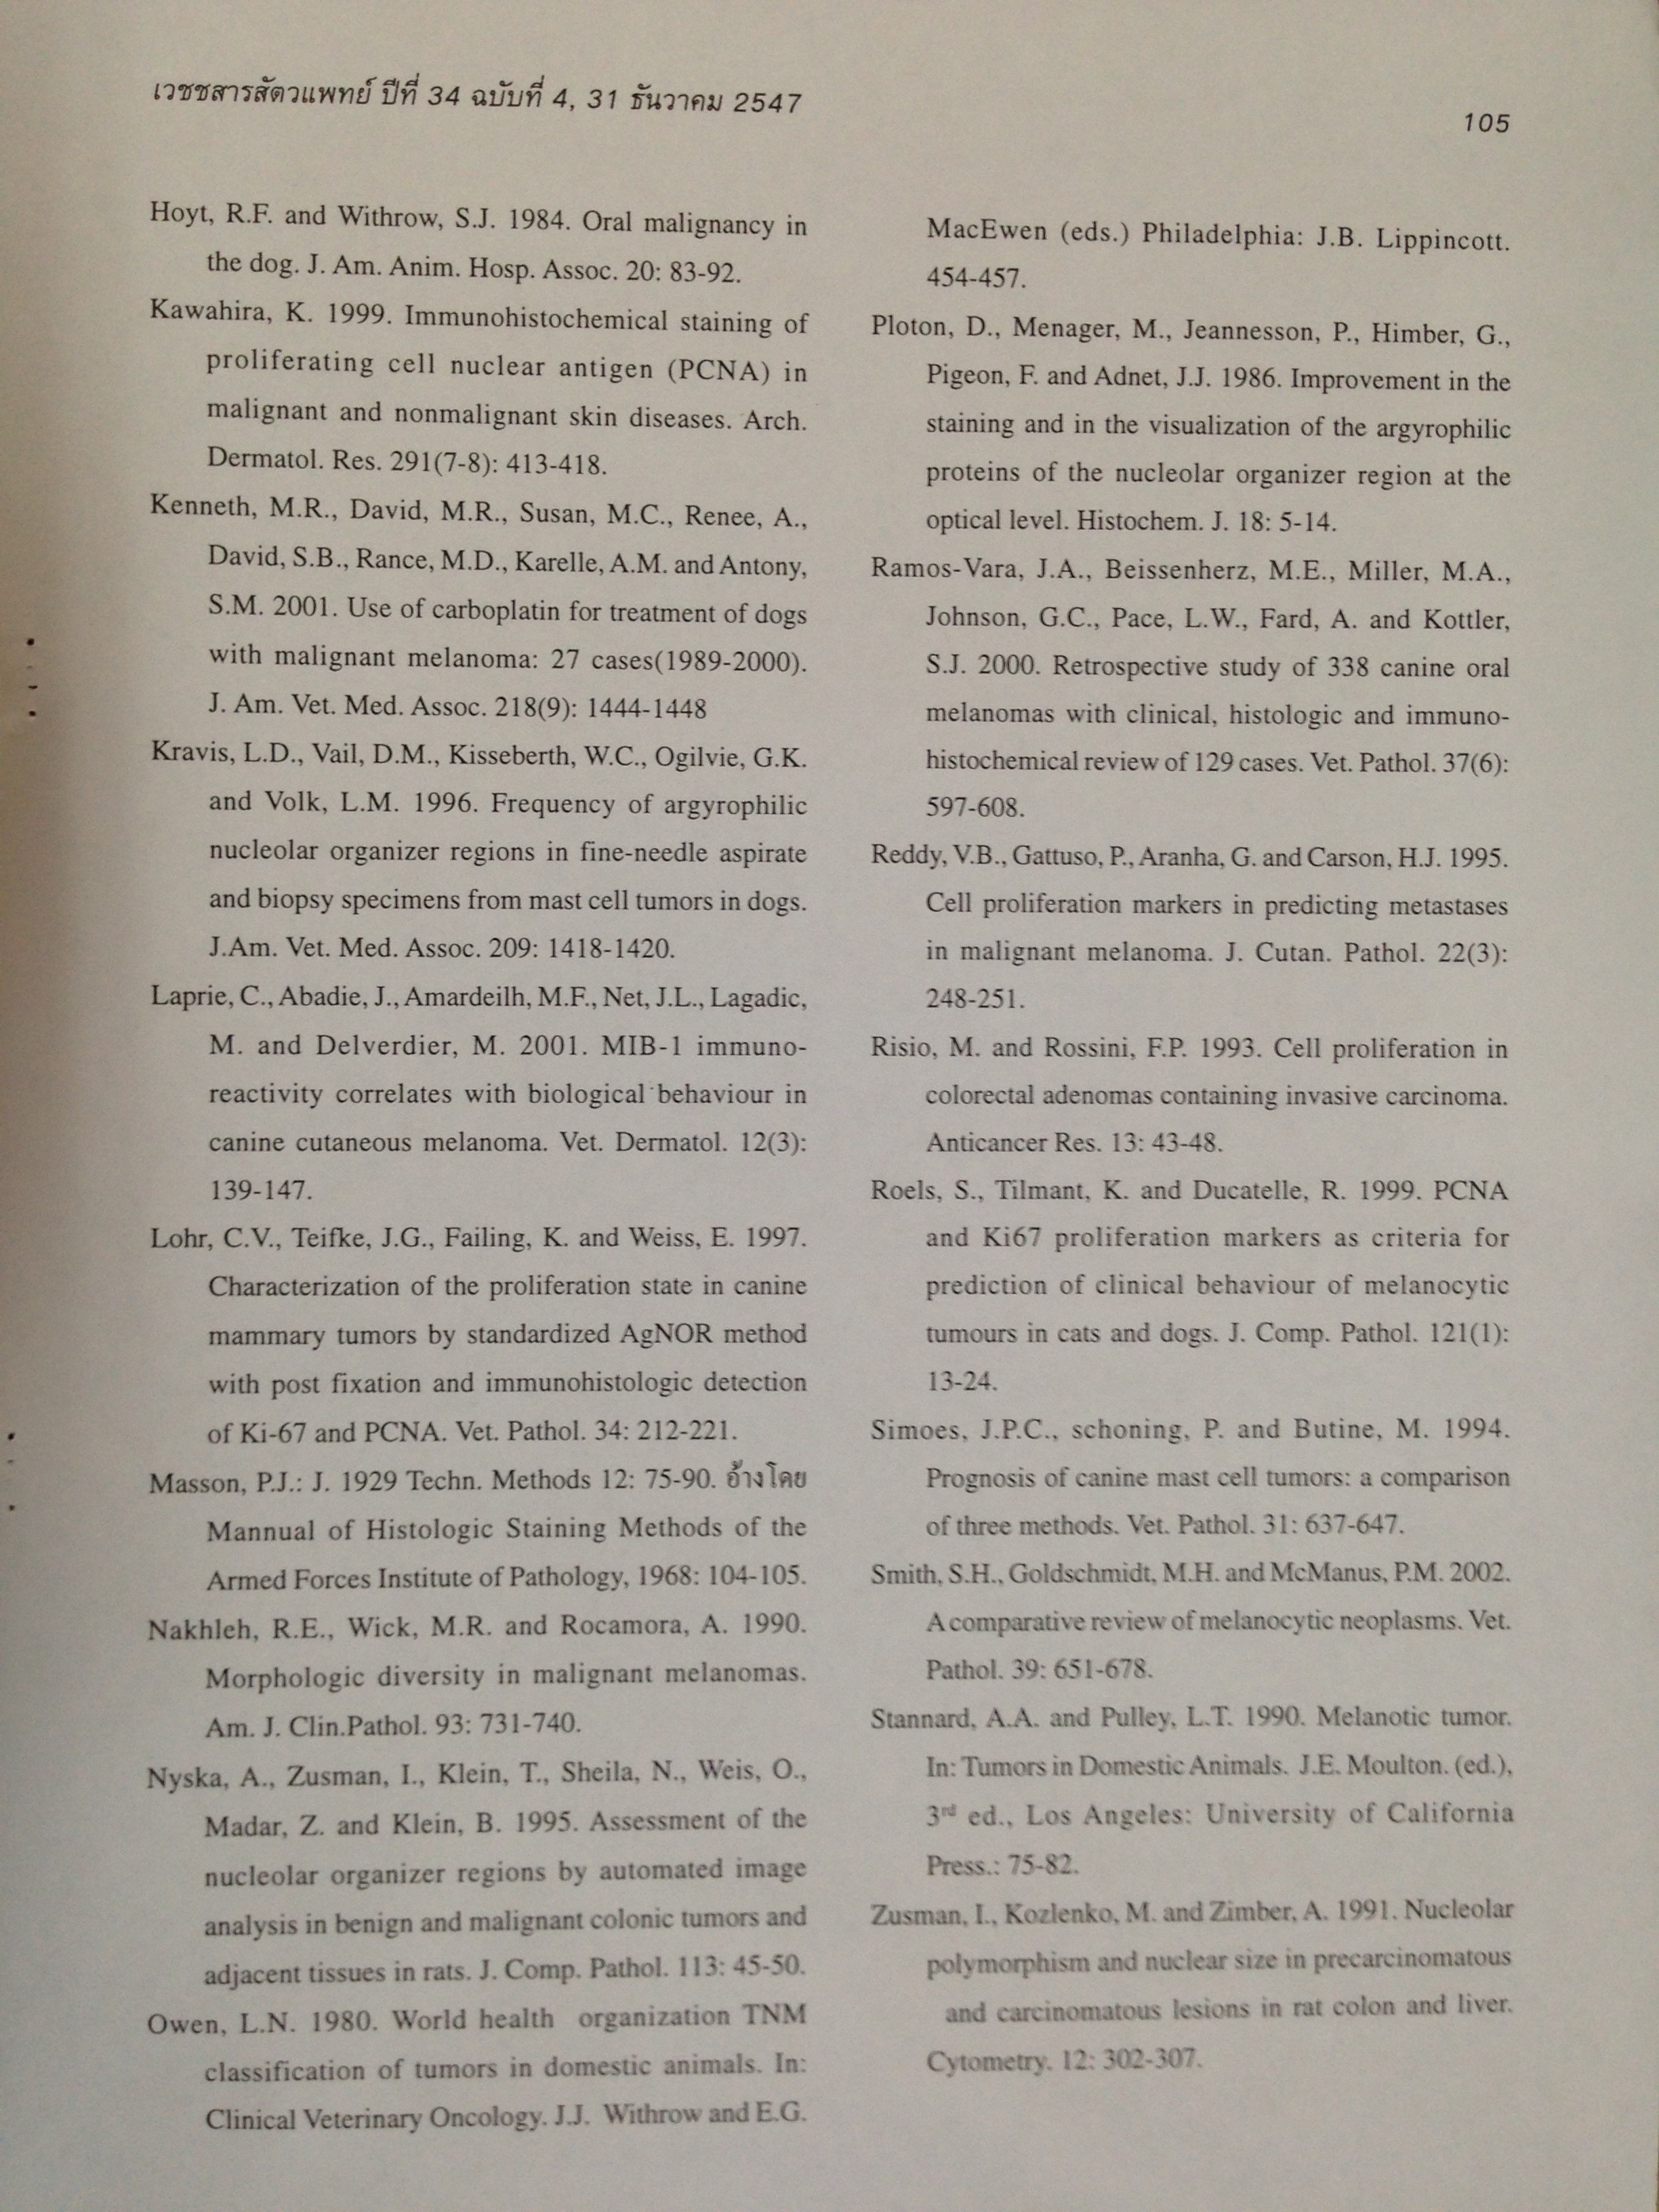 เวชชสารสัตวแพทย์ ปีที่ 34 ฉบับที่ 4, 31 ธันวาคม 2547
105
Hoyt, R.F. and Withrow, S.J. 1984. Oral malignancy in
the dog. J. Am. Anim. Hosp. Assoc. 20: 83-92.
Kawahira, K. 1999. Immunohistochemical staining of
proliferating cell nuclear antigen (PCNA) in
malignant and nonmalignant skin diseases. Arch.
Dermatol. Res. 291(7-8): 413-418.
Kenneth, M.R., David, M.R., Susan, M.C., Renee, A.,
David, S.B., Rance, M.D., Karelle, A.M. and Antony,
S.M. 2001. Use of carboplatin for treatment of dogs
with malignant melanoma: 27 cases(1989-2000).
J. Am. Vet. Med. Assoc. 218(9): 1444-1448
Kravis, L.D., Vail, D.M., Kisseberth, W.C., Ogilvie, G.K.
and Volk, L.M. 1996. Frequency of argyrophilic
nucleolar organizer regions in fine-needle aspirate
and biopsy specimens from mast cell tumors in dogs.
J.Am. Vet. Med. Assoc. 209: 1418-1420.
Laprie, C., Abadie, J., Amardeilh, M.F., Net, J.L., Lagadic,
M. and Delverdier, M. 2001. MIB-1 immuno-
reactivity correlates with biological behaviour in
canine cutaneous melanoma. Vet. Dermatol. 12(3):
139-147.
Lohr, C.V., Teifke, J.G., Failing, K. and Weiss, E. 1997.
Characterization of the proliferation state in canine
mammary tumors by standardized AgNOR method
with post fixation and immunohistologic detection
of Ki-67 and PCNA. Vet. Pathol. 34: 212-221.
Masson, P.J.: J. 1929 Techn. Methods 12: 75-90. อ้างโดย
Mannual of Histologic Staining Methods of the
Armed Forces Institute of Pathology, 1968: 104-105.
Nakhleh, R.E., Wick, M.R. and Rocamora, A. 1990.
Morphologic diversity in malignant melanomas.
Am. J. Clin.Pathol. 93: 731-740.
Nyska, A., Zusman, I., Klein, T., Sheila, N., Weis, O.,
Madar, Z. and Klein, B. 1995. Assessment of the
nucleolar organizer regions by automated image
analysis in benign and malignant colonic tumors and
adjacent tissues in rats. J. Comp. Pathol. 113: 45-50.
Owen, L.N. 1980. World health organization TNM
classification of tumors in domestic animals. In:
Clinical Veterinary Oncology. J.J. Withrow and E.G.
MacEwen (eds.) Philadelphia: J.B. Lippincott.
454-457.
Ploton, D., Menager, M., Jeannesson, P., Himber, G.,
Pigeon, F. and Adnet, J.J. 1986. Improvement in the
staining and in the visualization of the argyrophilic
proteins of the nucleolar organizer region at the
optical level. Histochem. J. 18: 5-14.
Ramos-Vara, J.A., Beissenherz, M.E., Miller, M.A.,
Johnson, G.C., Pace, L.W., Fard, A. and Kottler,
S.J. 2000. Retrospective study of 338 canine oral
melanomas with clinical, histologic and immuno-
histochemical review of 129 cases. Vet. Pathol. 37(6):
597-608.
Reddy, V.B., Gattuso, P., Aranha, G. and Carson, H.J. 1995.
Cell proliferation markers in predicting metastases
in malignant melanoma. J. Cutan. Pathol. 22(3):
248-251.
Risio, M. and Rossini, F.P. 1993. Cell proliferation in
colorectal adenomas containing invasive carcinoma.
Anticancer Res. 13: 43-48.
Roels, S., Tilmant, K. and Ducatelle, R. 1999. PCNA
and Ki67 proliferation markers as criteria for
prediction of clinical behaviour of melanocytic
tumours in cats and dogs. J. Comp. Pathol. 121(1):
13-24.
Simoes, J.P.C., schoning, P. and Butine, M. 1994.
Prognosis of canine mast cell tumors: a comparison
of three methods. Vet. Pathol. 31: 637-647.
Smith, S.H., Goldschmidt, M.H. and McManus, P.M. 2002.
A comparative review of melanocytic neoplasms. Vet.
Pathol. 39: 651-678.
Stannard, A.A. and Pulley, L.T. 1990. Melanotic tumor.
In: Tumors in Domestic Animals. J.E. Moulton. (ed.),
3rd ed., Los Angeles: University of California
Press.: 75-82.
Zusman, I., Kozlenko, M. and Zimber, A. 1991. Nucleolar
polymorphism and nuclear size in precarcinomatous
and carcinomatous lesions in rat colon and liver.
Cytometry. 12: 302-307.